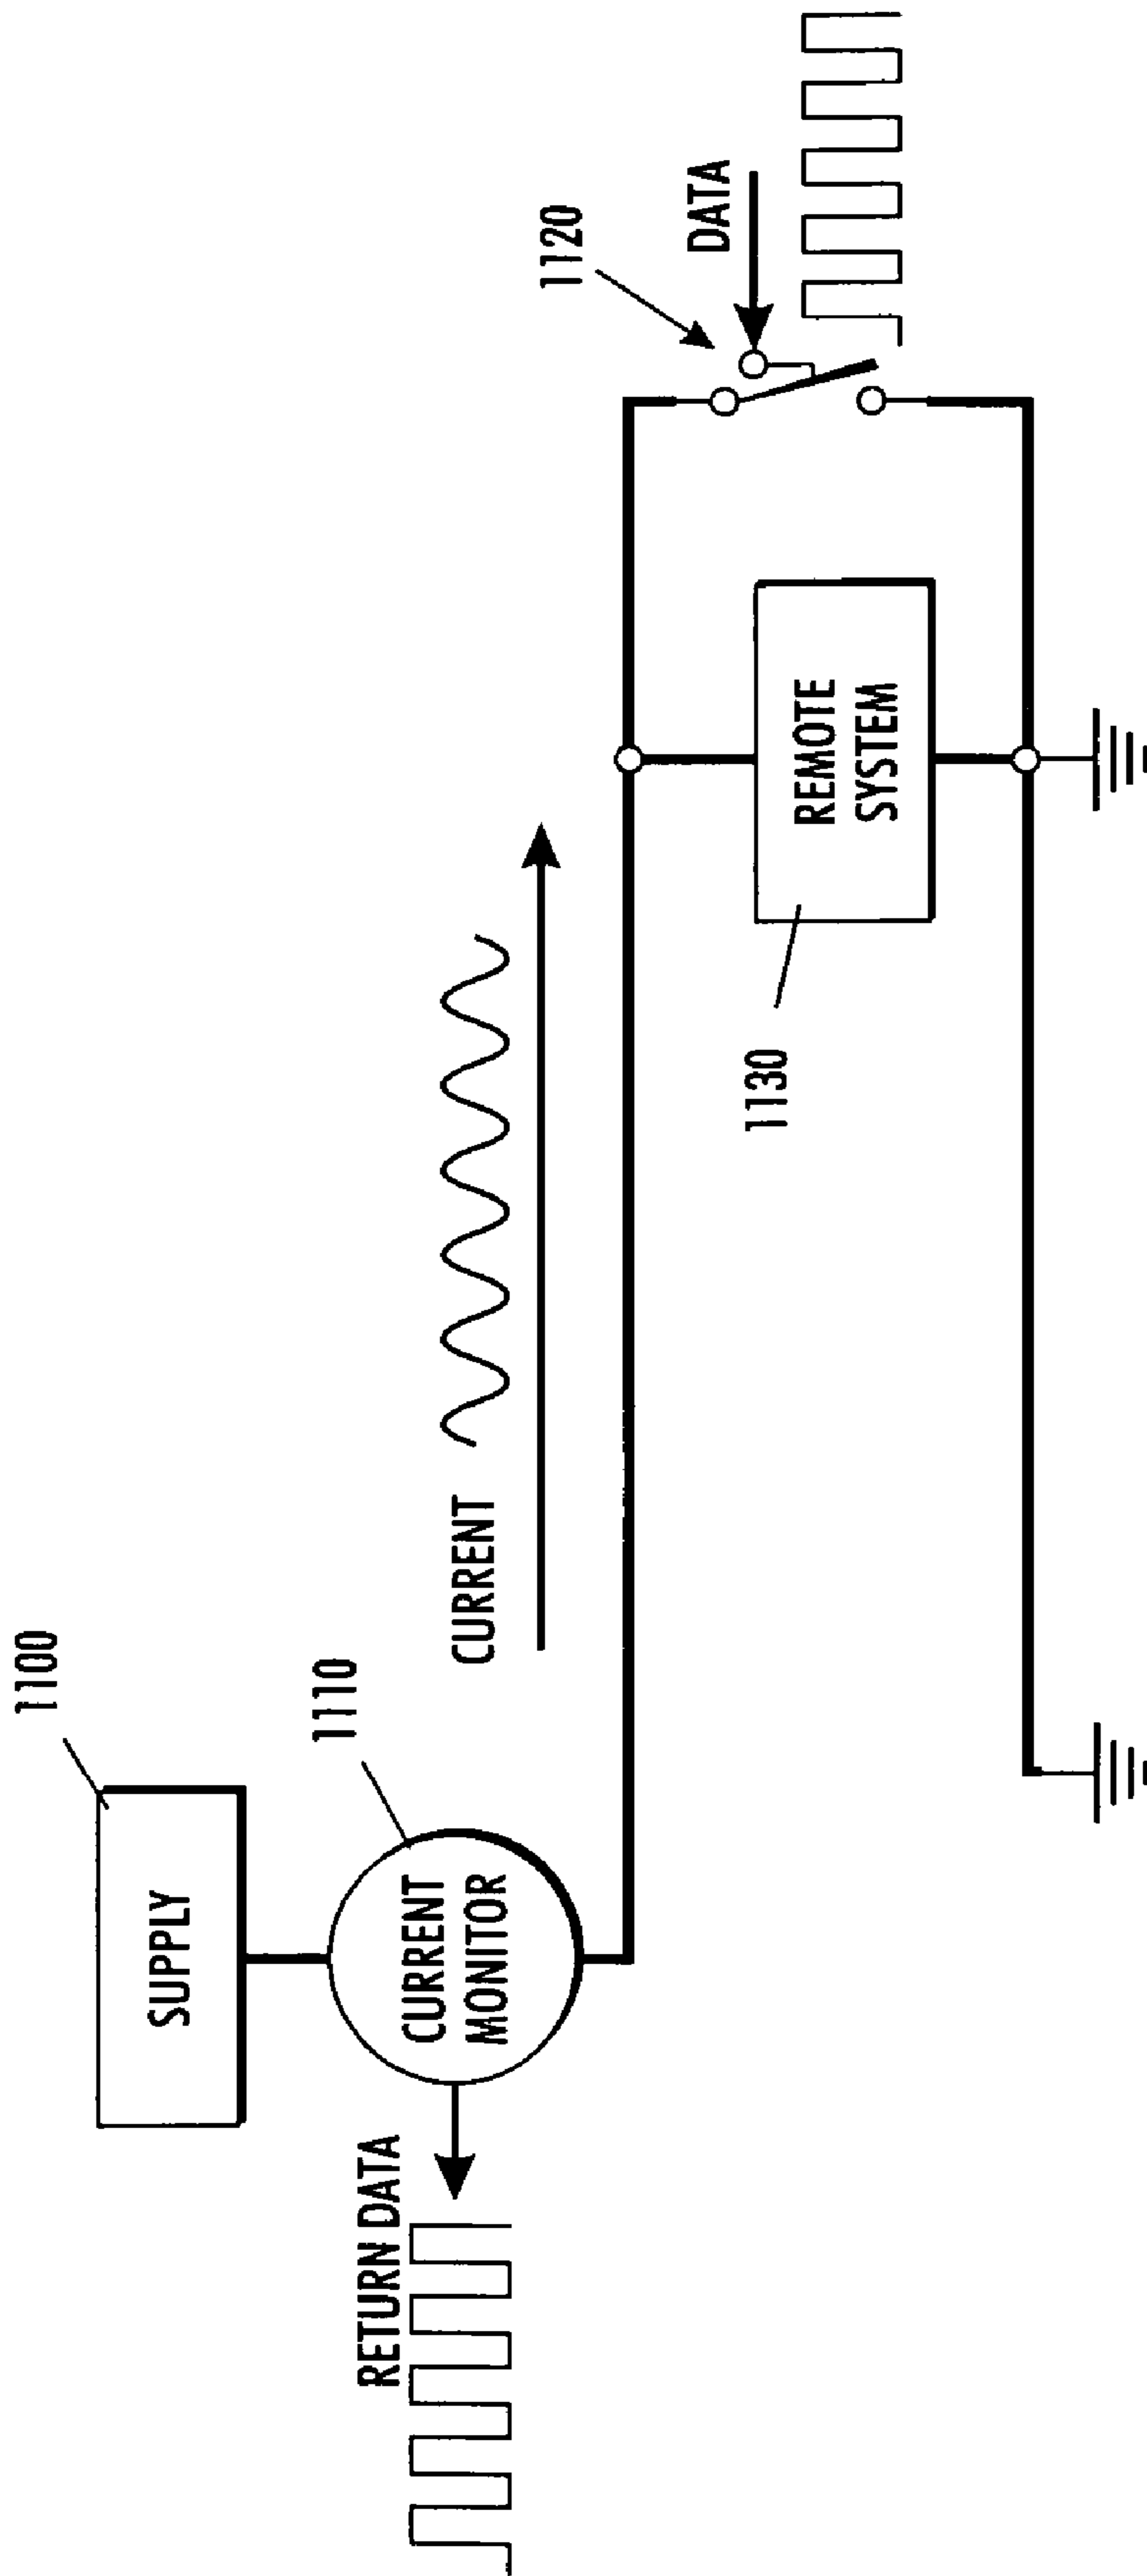 1100
SUPPLY
1110
CURRENT
MONITOR
RETURN DATA
CURRENT
1120
DATA
REMOTE
SYSTEM
1130